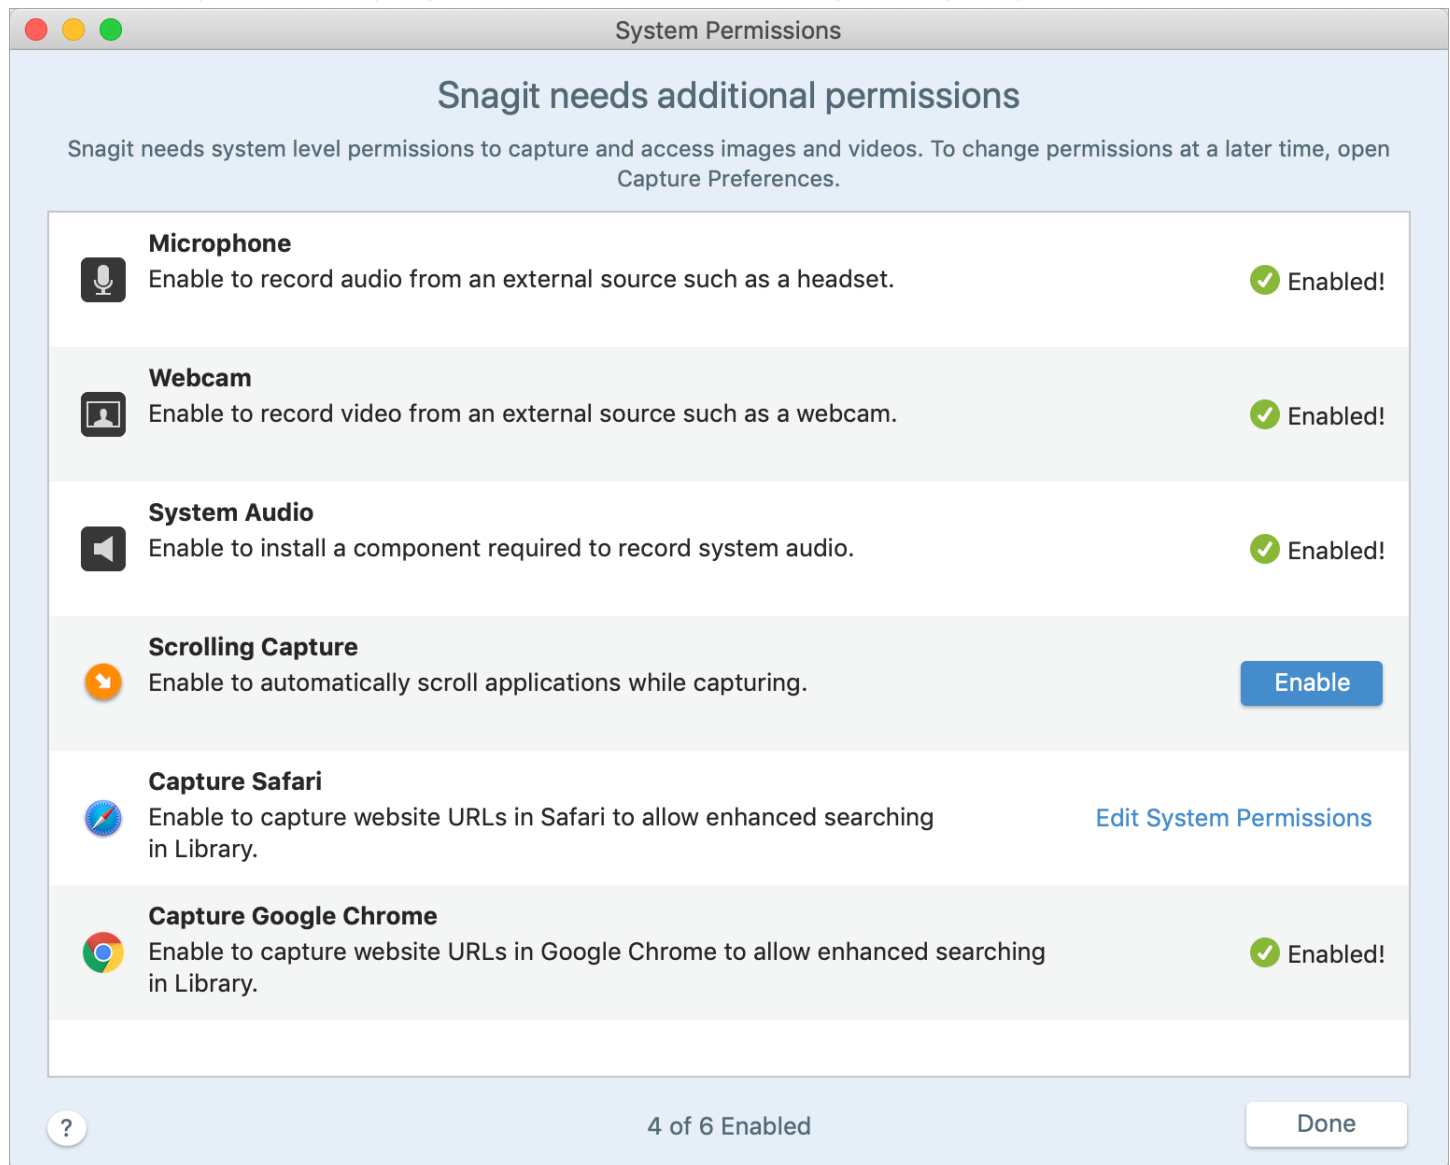 System Permissions
Snagit needs additional permissions
Snagit needs system level permissions to capture and access images and videos. To change permissions at a later time, open
Capture Preferences.
Microphone
Enable to record audio from an external source such as a headset.
Enabled!
Webcam
Enable to record video from an external source such as a webcam.
Enabled!
System Audio
Enable to install a component required to record system audio.
Enabled!
Scrolling Capture
Enable to automatically scroll applications while capturing.
Enable
Capture Safari
Enable to capture website URLs in Safari to allow enhanced searching
in Library.
Edit System Permissions
Capture Google Chrome
Enable to capture website URLs in Google Chrome to allow enhanced searching
in Library.
Enabled!
?
4 of 6 Enabled
Done